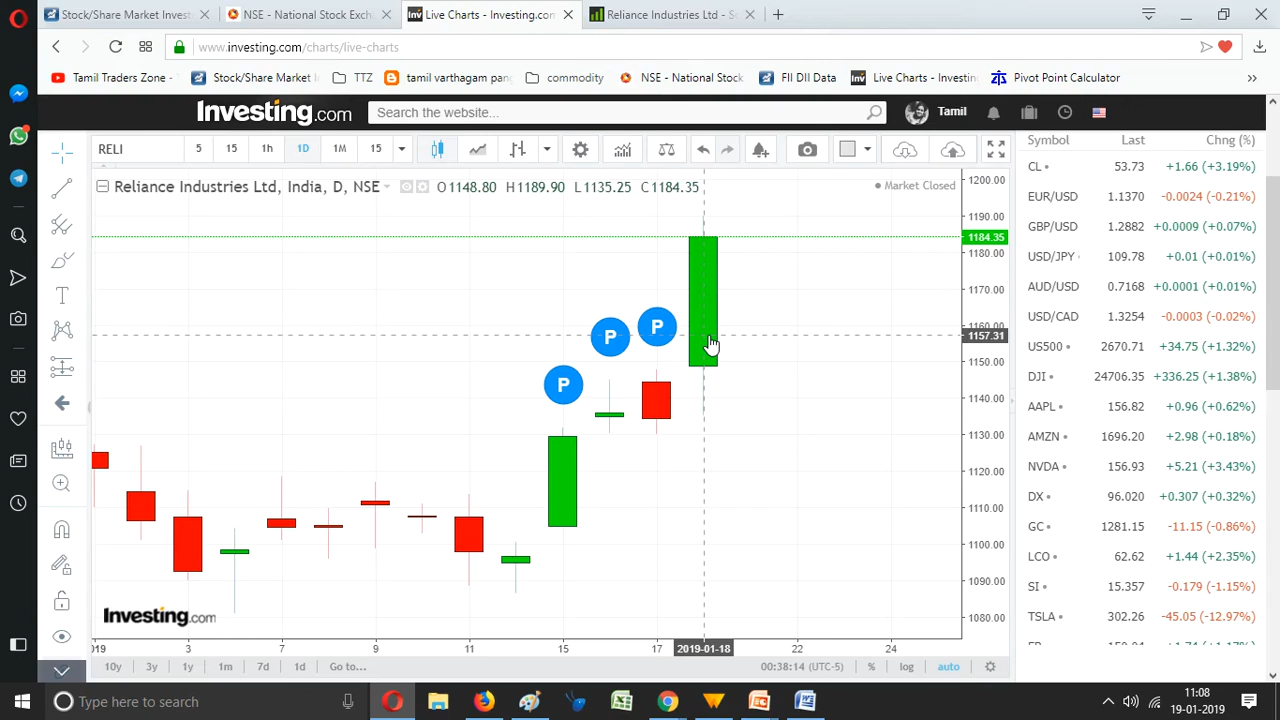 Share Market Invest
NSE - National Stock Exch
Live Charts - Investing.com
Reliance Industries Ltd - S
www.investing.com/charts/live-charts
Tamil Traders Zone -
Stock/Share Market I
TTZ
tamil varthagam pan
commodity
NSE - National Stock
FII DII Data
Inv
Live Charts - Investin
Pivot Point Calculator
Investing.com
Search the website...
Tamil
RELI
5
15
1h
1D
1M
15
Reliance Industries Ltd, India, D, NSE
O1148.80 H1189.90 L1135.25 C1184.35
Market Closed
1200.00
1190.00
1184.35
1180.00
1170.00
1160.00
1157.31
1150.00
1140.00
1130.00
1120.00
1110.00
1100.00
1090.00
1080.00
P
P
P
Investing.com
019
3
7
9
11
15
17
2019-01-18
22
24
10y
3y
1y
1m
7d
1d
Go to...
00:38:14 (UTC-5)
%
log
auto
Symbol Last Chng (%)
CL 53.73 +1.66 (+3.19%)
EUR/USD 1.1370 -0.0024 (-0.21%)
GBP/USD 1.2882 +0.0009 (+0.07%)
USD/JPY 109.78 +0.01 (+0.01%)
AUD/USD 0.7168 +0.0001 (+0.01%)
USD/CAD 1.3254 -0.0003 (-0.02%)
US500 2670.71 +34.75 (+1.32%)
DJI 24706.35 +336.25 (+1.38%)
AAPL 156.82 +0.96 (+0.62%)
AMZN 1696.20 +2.98 (+0.18%)
NVDA 156.93 +5.21 (+3.43%)
DX 96.020 +0.307 (+0.32%)
GC 1281.15 -11.15 (-0.86%)
LCO 62.62 +1.44 (+2.35%)
SI 15.357 -0.179 (-1.15%)
TSLA 302.26 -45.05 (-12.97%)
Type here to search
11:08
19-01-2019